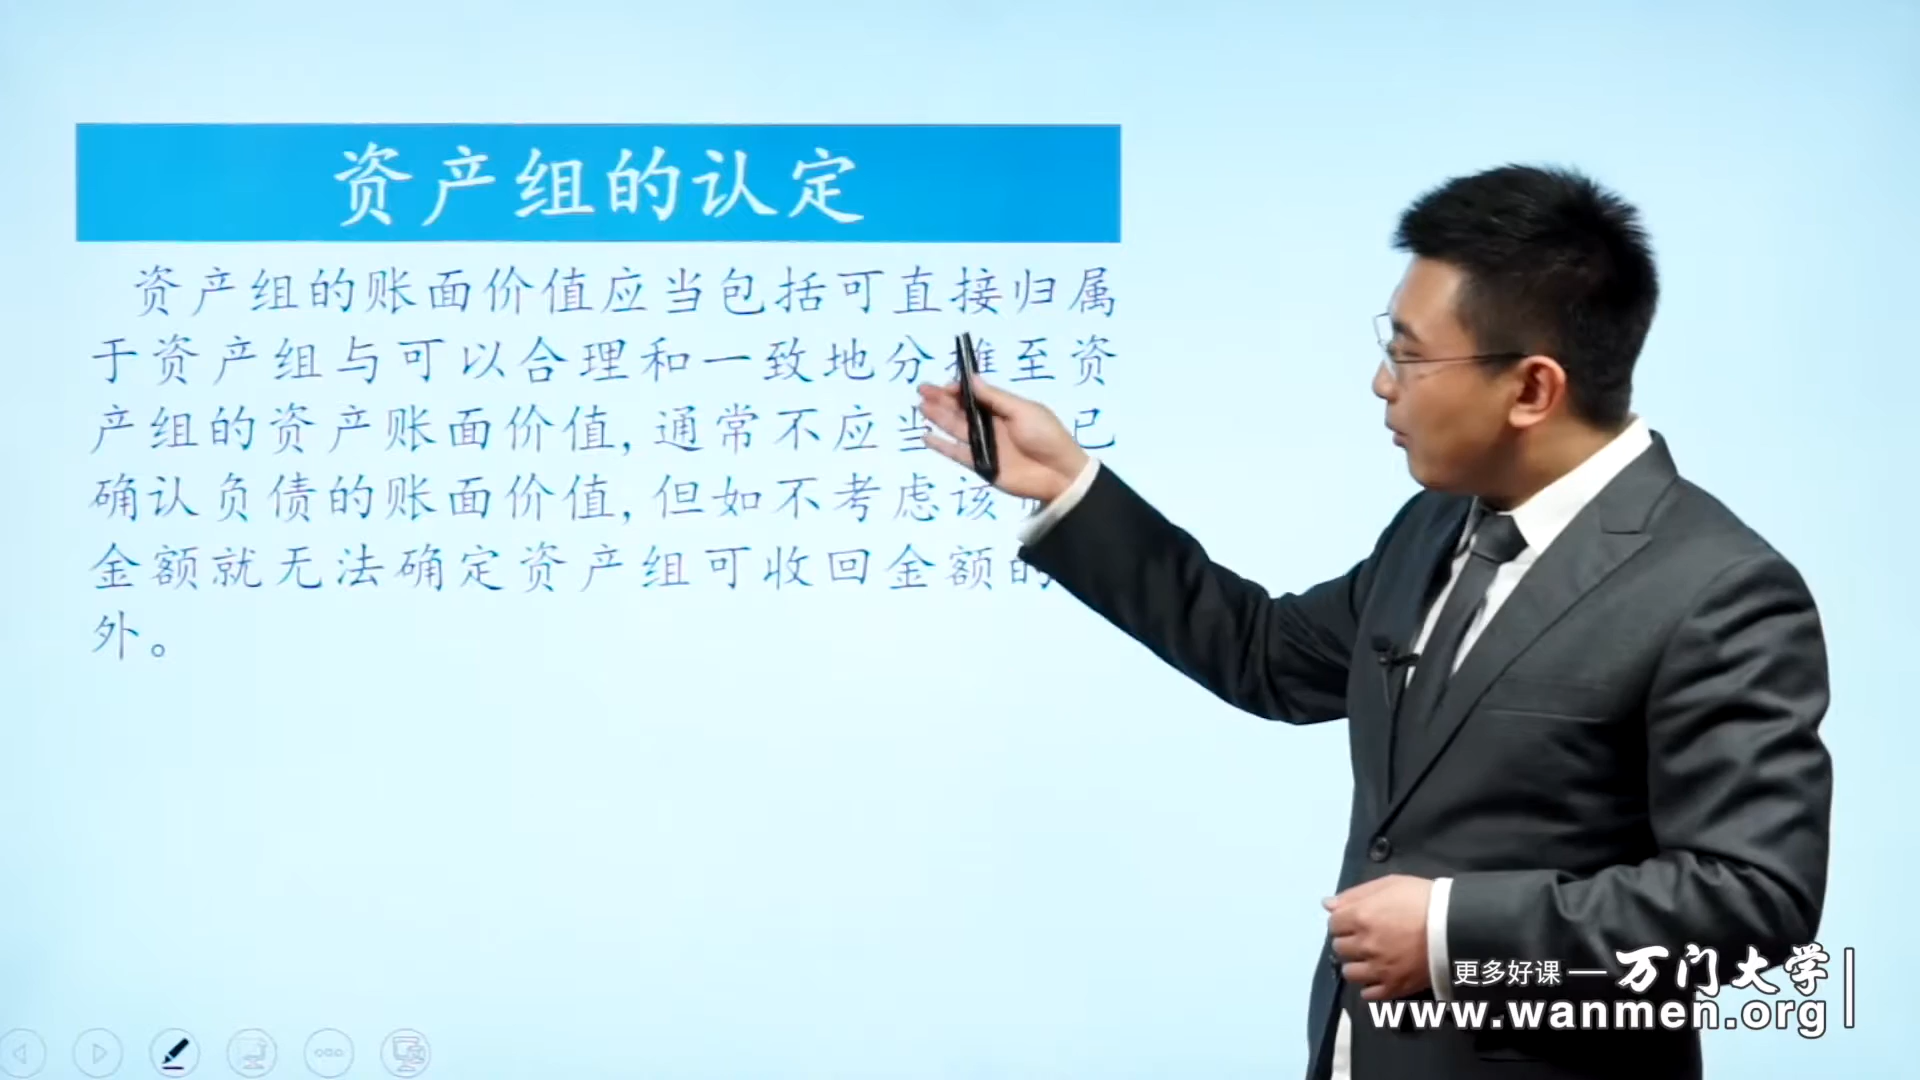 资产组的认定
资产组的账面价值应当包括可直接归属
于资产组与可以合理和一致地分摊至资
产组的资产账面价值,通常不应当 已
确认负债的账面价值,但如不考虑该
金额就无法确定资产组可收回金额的
外。
更多好课—万门大学
www.wanmen.org